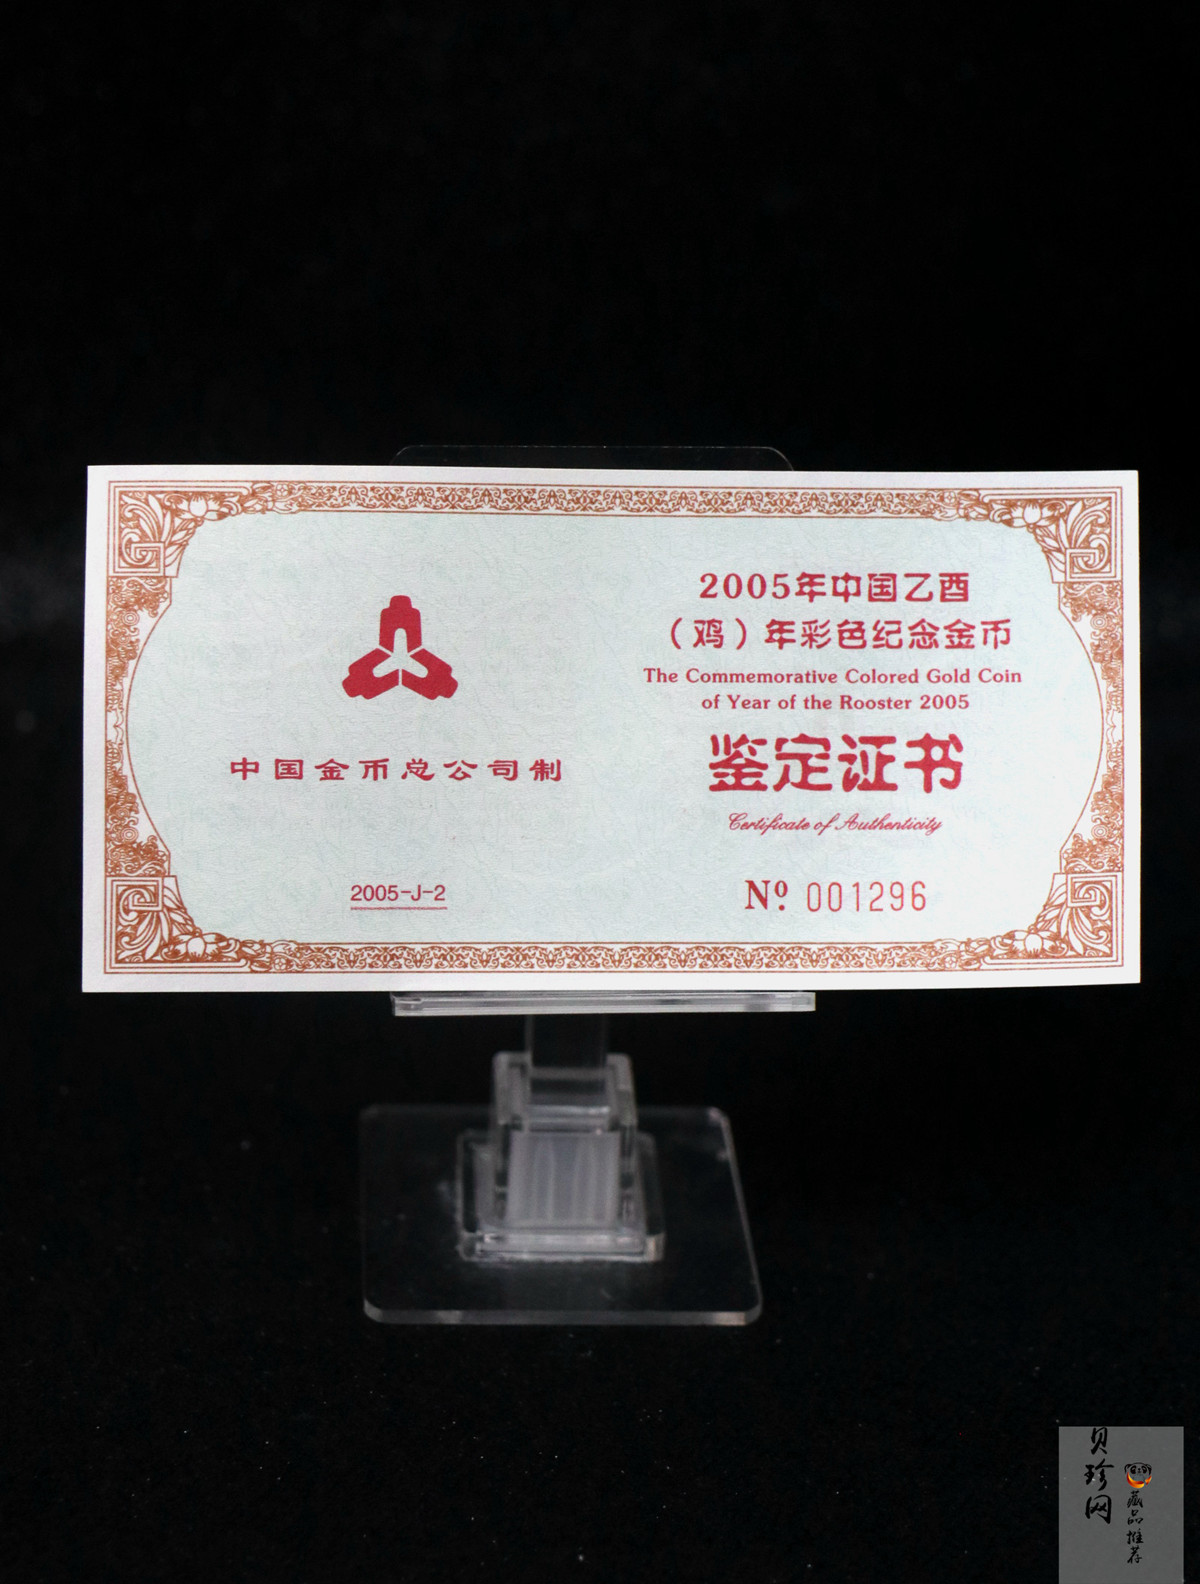 中国金币总公司制
2005-J-2
2005年中国乙酉
（鸡）年彩色纪念金币
The Commemorative Colored Gold Coin
of Year of the Rooster 2005
鉴定证书
Certificate of Authenticity
Nº 001296
贝珍网
藏品推荐